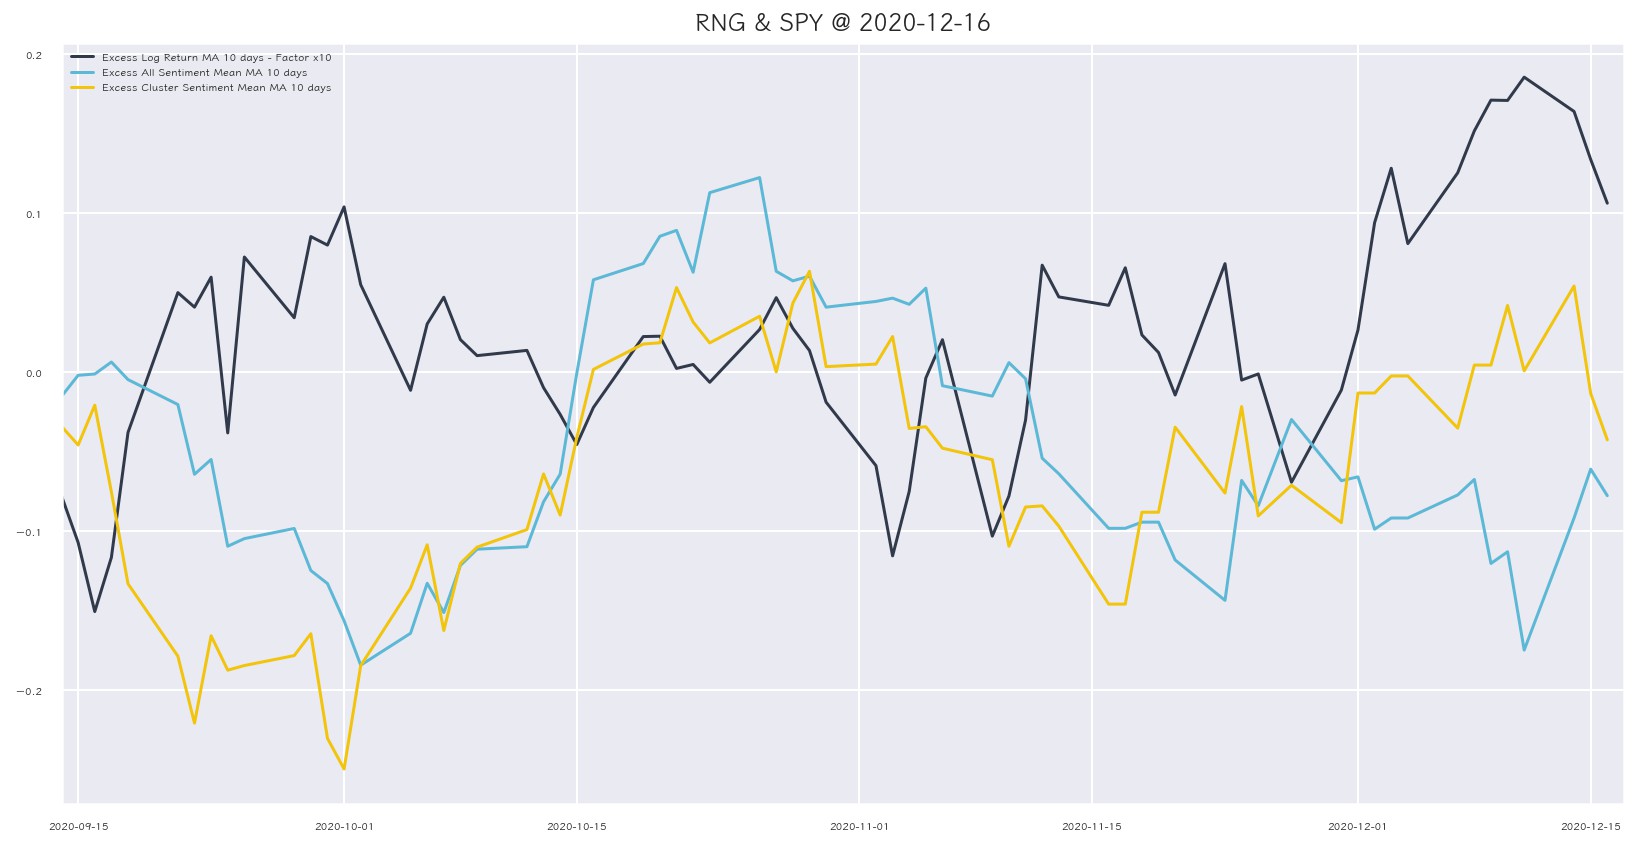 RNG & SPY @ 2020-12-16
Excess Log Return MA 10 days - Factor x10
Excess All Sentiment Mean MA 10 days
Excess Cluster Sentiment Mean MA 10 days
0.2
0.1
0.0
−0.1
−0.2
2020-09-15 2020-10-01 2020-10-15 2020-11-01 2020-11-15 2020-12-01 2020-12-15